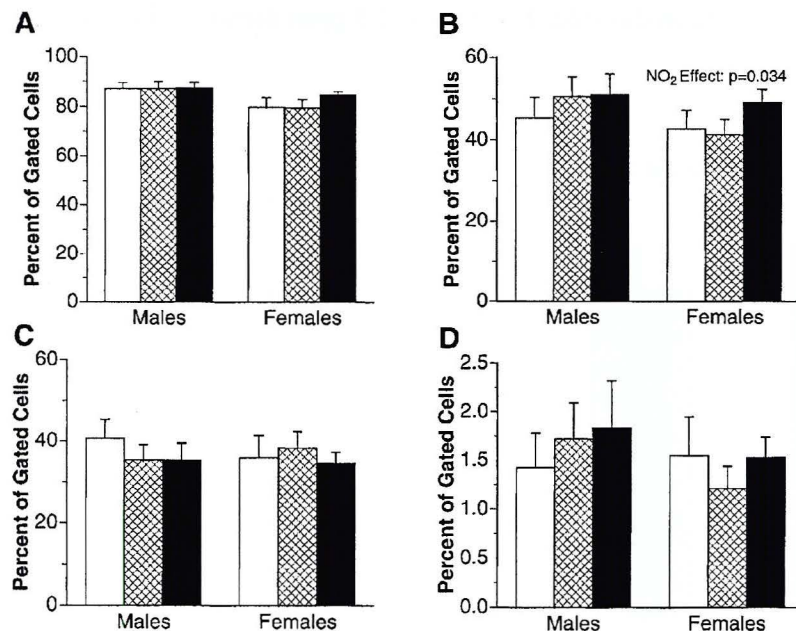 A
Percent of Gated Cells
100
80
60
40
20
0
Males
Females
B
Percent of Gated Cells
60
40
20
0
NO₂ Effect: p=0.034
Males
Females
C
Percent of Gated Cells
60
40
20
0
Males
Females
D
Percent of Gated Cells
2.5
2.0
1.5
1.0
0.5
0.0
Males
Females